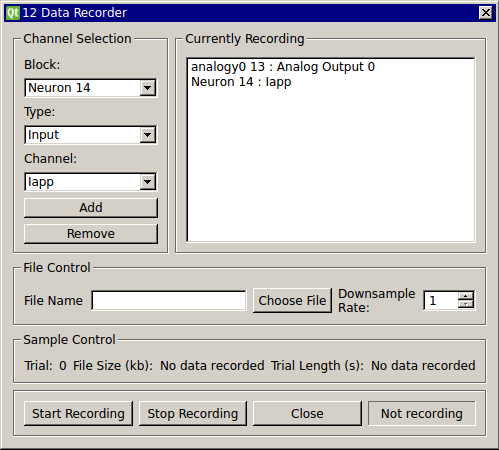 Qt 12 Data Recorder
Channel Selection
Block:
Neuron 14
Type:
Input
Channel:
Iapp
Add
Remove
Currently Recording
analogy0 13 : Analog Output 0
Neuron 14 : Iapp
File Control
File Name
Choose File
Downsample
Rate:
1
Sample Control
Trial: 0 File Size (kb): No data recorded Trial Length (s): No data recorded
Start Recording
Stop Recording
Close
Not recording